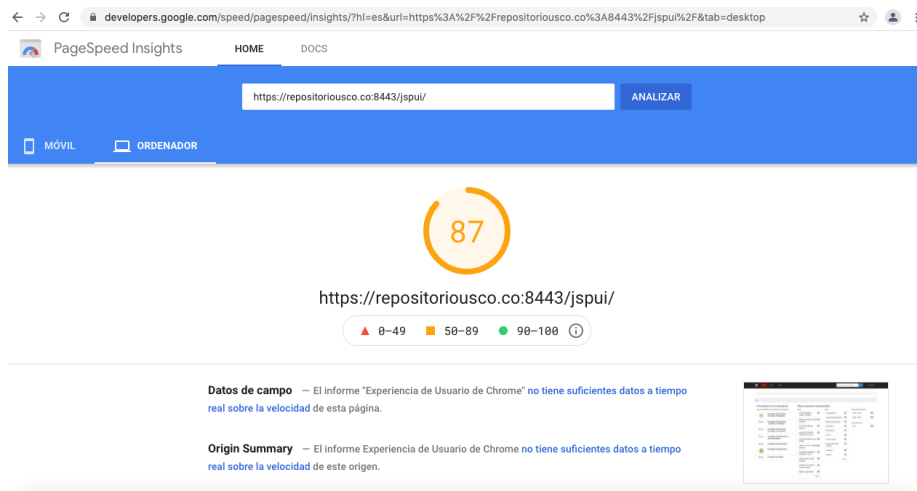 developers.google.com/speed/pagespeed/insights/?hl=es&url=https%3A%2F%2Frepositoriousco.co%3A8443%2Fjspui%2F&tab=desktop
PageSpeed Insights
HOME
DOCS
https://repositoriousco.co:8443/jspui/
ANALIZAR
MÓVIL
ORDENADOR
87
https://repositoriousco.co:8443/jspui/
0–49
50–89
90–100
Datos de campo — El informe "Experiencia de Usuario de Chrome" no tiene suficientes datos a tiempo
real sobre la velocidad de esta página.
Origin Summary — El informe Experiencia de Usuario de Chrome no tiene suficientes datos a tiempo
real sobre la velocidad de este origen.